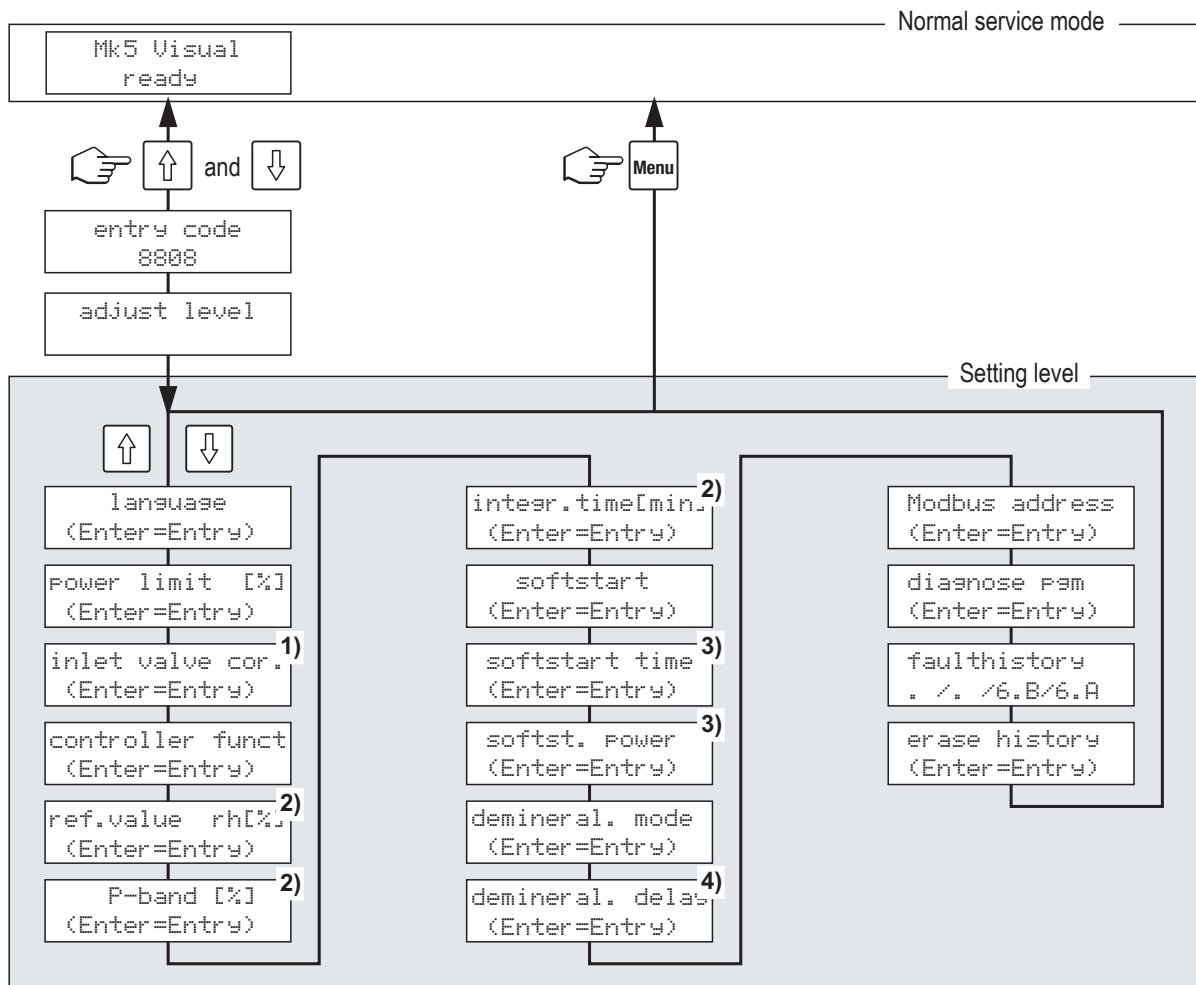 Normal service mode
Mk5 Visual
ready
and
Menu
entry code
8808
adjust level
Setting level
language
(Enter=Entry)
power limit [%]
(Enter=Entry)
1)
inlet valve cor.
(Enter=Entry)
controller funct
(Enter=Entry)
2)
ref.value rh[%]
(Enter=Entry)
2)
P-band [%]
(Enter=Entry)
2)
integr.time[min]
(Enter=Entry)
softstart
(Enter=Entry)
3)
softstart time
(Enter=Entry)
3)
softst. power
(Enter=Entry)
demineral. mode
(Enter=Entry)
4)
demineral. delay
(Enter=Entry)
Modbus address
(Enter=Entry)
diagnose pgm
(Enter=Entry)
faulthistory
. /. /6.B/6.A
erase history
(Enter=Entry)